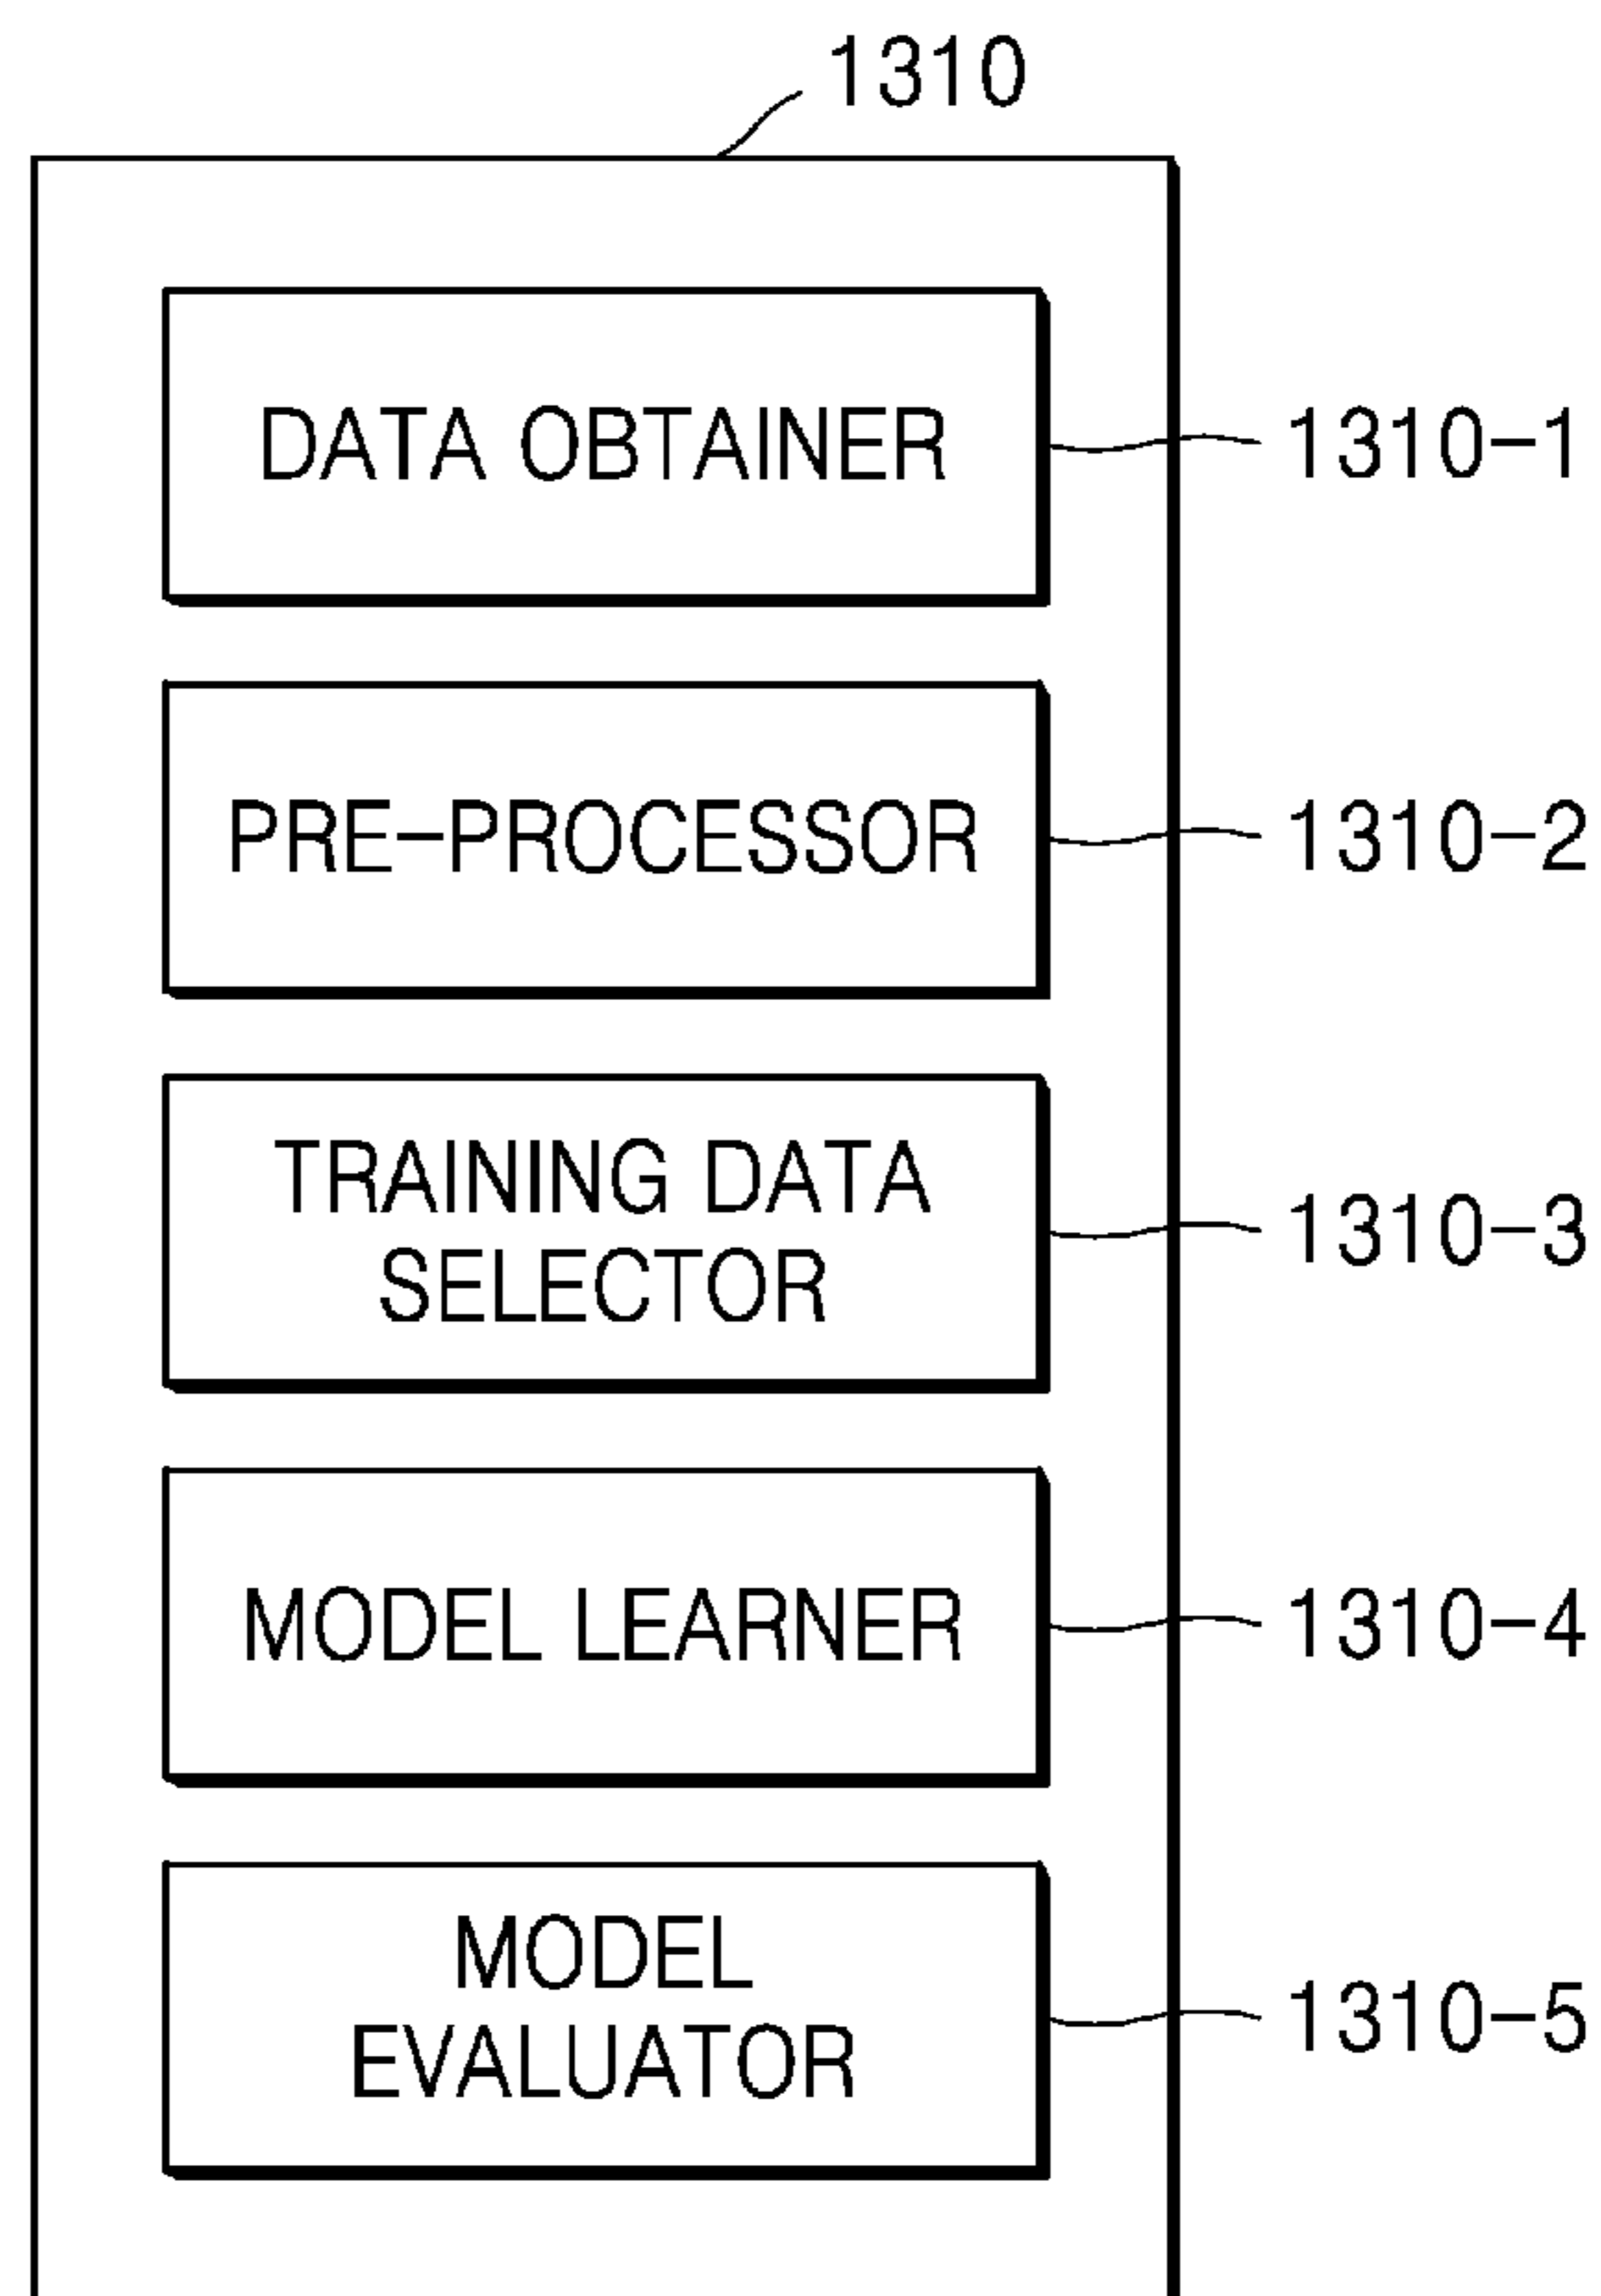 1310
DATA OBTAINER
1310-1
PRE-PROCESSOR
1310-2
TRAINING DATA
SELECTOR
1310-3
MODEL LEARNER
1310-4
MODEL
EVALUATOR
1310-5